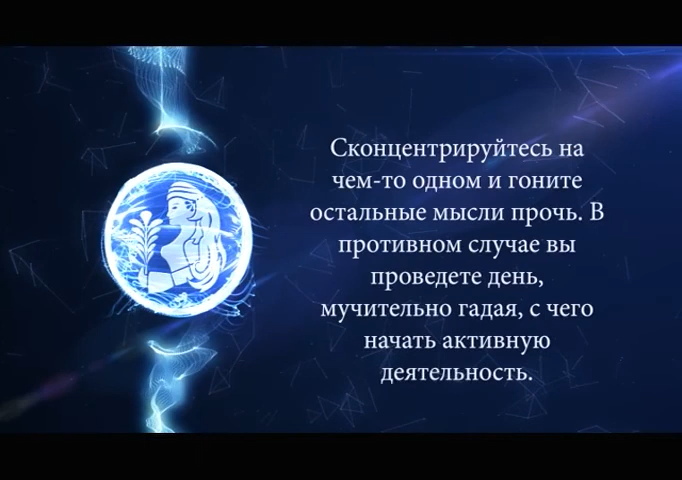 Сконцентрируйтесь на
чем-то одном и гоните
остальные мысли прочь. В
противном случае вы
проведете день,
мучительно гадая, с чего
начать активную
деятельность.